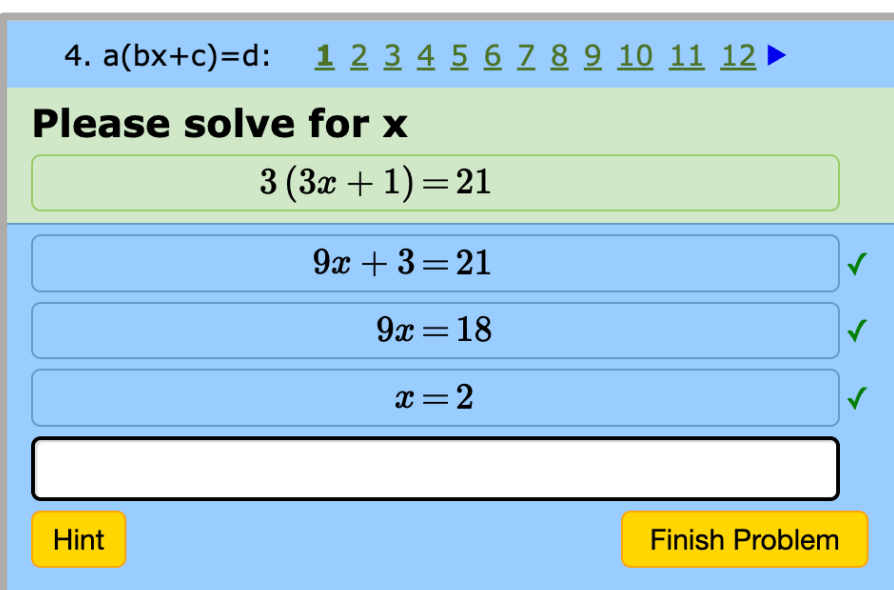 4. a(bx+c)=d: 1 2 3 4 5 6 7 8 9 10 11 12
Please solve for x
3 (3x + 1) = 21
9x + 3 = 21
9x = 18
x = 2
Hint Finish Problem